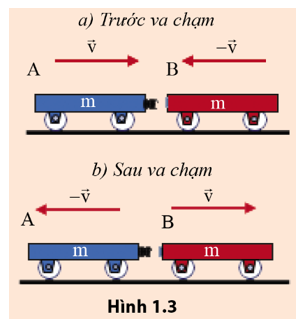 a) Trước va chạm
v⃗ -v⃗
A B
m m
b) Sau va chạm
-v⃗ v⃗
A B
m m
Hình 1.3